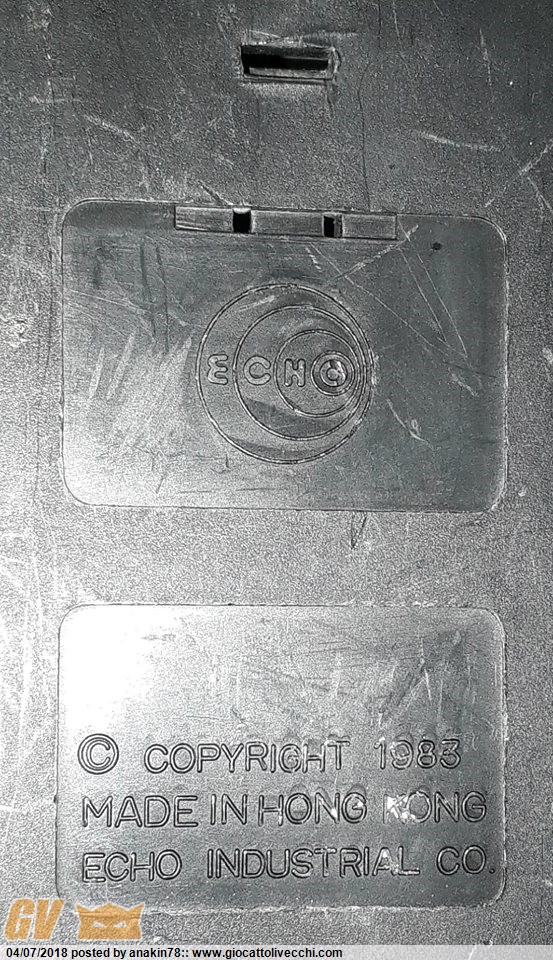 ECHO
© COPYRIGHT 1983
MADE IN HONG KONG
ECHO INDUSTRIAL CO.
GV
04/07/2018 posted by anakin78:: www.giocattolivecchi.com